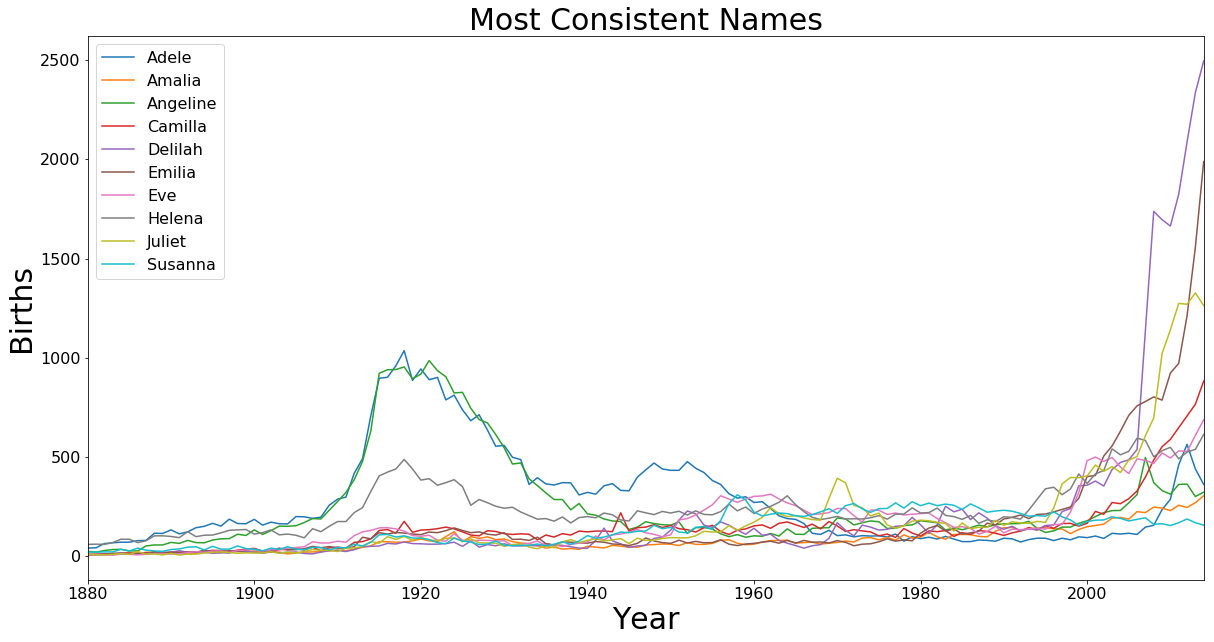 Most Consistent Names
2500
2000
1500
1000
500
0
Births
Adele
Amalia
Angeline
Camilla
Delilah
Emilia
Eve
Helena
Juliet
Susanna
1880
1900
1920
1940
1960
1980
2000
Year